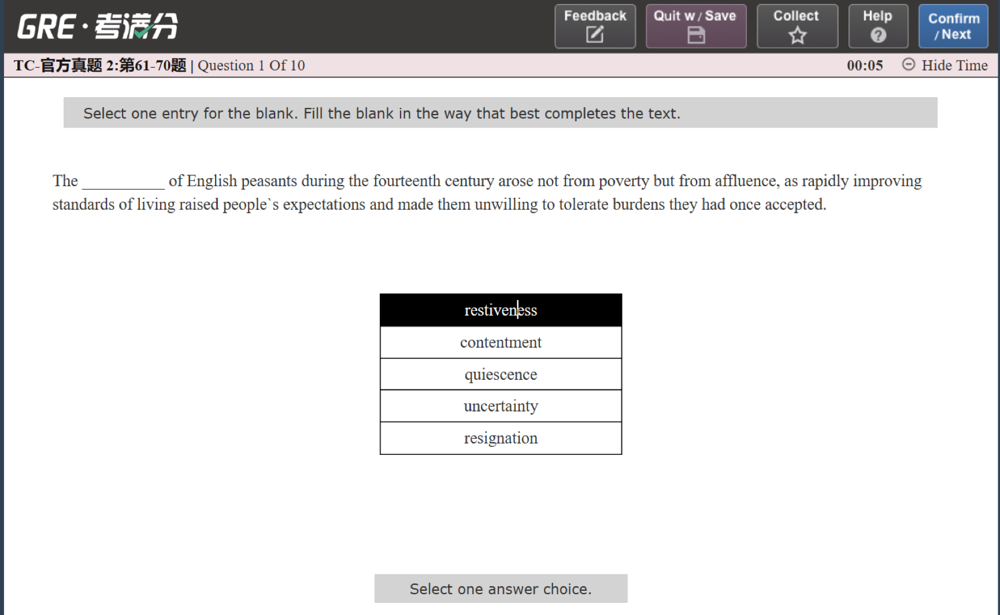 GRE·考满分
Feedback
Quit w / Save
Collect
Help
Confirm
/ Next
TC-官方真题 2:第61-70题 | Question 1 Of 10
00:05
Hide Time
Select one entry for the blank. Fill the blank in the way that best completes the text.
The __________ of English peasants during the fourteenth century arose not from poverty but from affluence, as rapidly improving
standards of living raised people`s expectations and made them unwilling to tolerate burdens they had once accepted.
restiveness
contentment
quiescence
uncertainty
resignation
Select one answer choice.